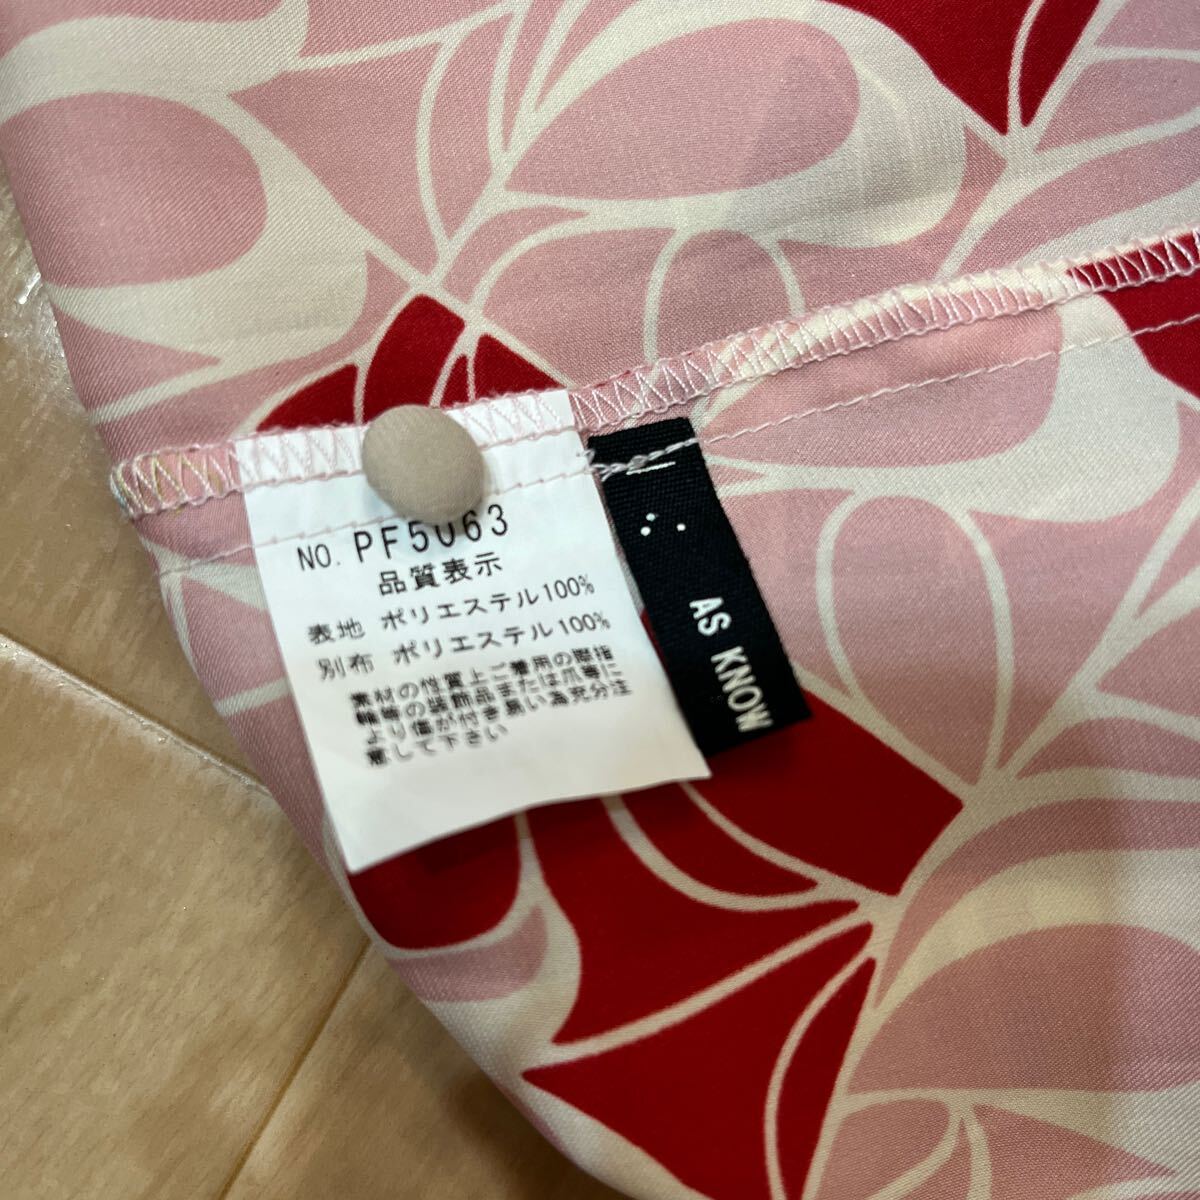 NO. PF5063
品質表示
表地 ポリエステル100%
別布 ポリエステル100%
素材の性質上ご着用の際指
輪等の装飾品または爪等に
より傷が付き易い為充分注
意して下さい
AS KNOW